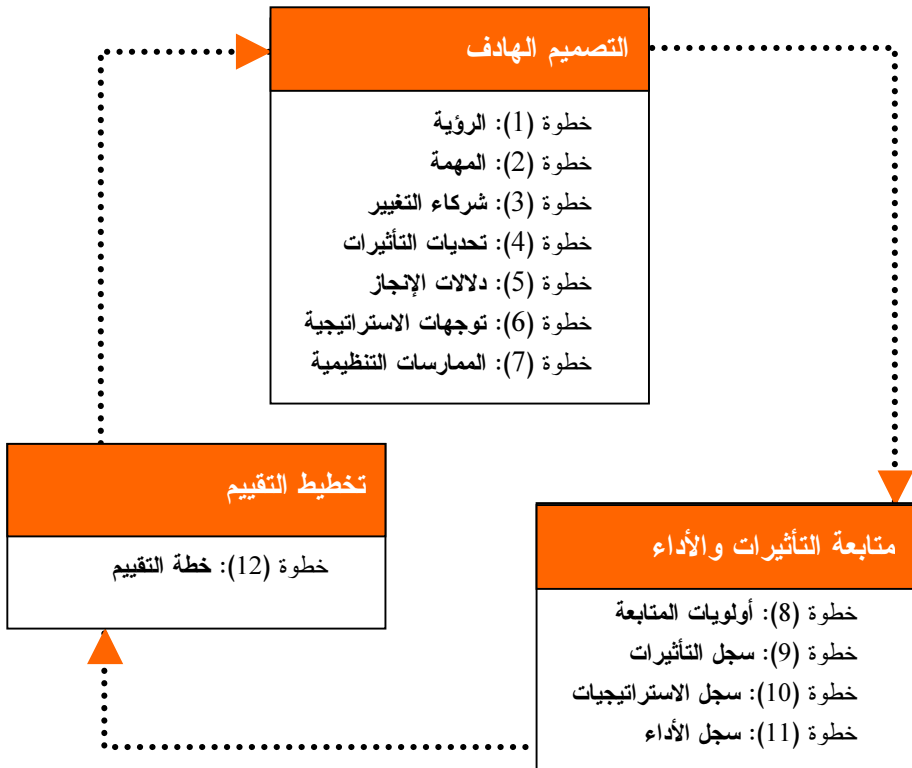 التصميم الهادف
خطوة (1): الرؤية
خطوة (2): المهمة
خطوة (3): شركاء التغيير
خطوة (4): تحديات التأثيرات
خطوة (5): دلالات الإنجاز
خطوة (6): توجهات الاستراتيجية
خطوة (7): الممارسات التنظيمية
متابعة التأثيرات والأداء
خطوة (8): أولويات المتابعة
خطوة (9): سجل التأثيرات
خطوة (10): سجل الاستراتيجيات
خطوة (11): سجل الأداء
تخطيط التقييم
خطوة (12): خطة التقييم